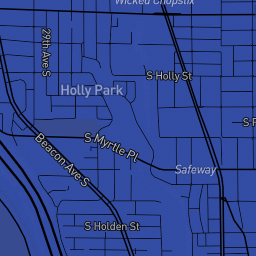 Wicked Chopstix
29th Ave S
S Holly St
Holly Park
S Myrtle Pl
Beacon Ave S
Safeway
S Holden St